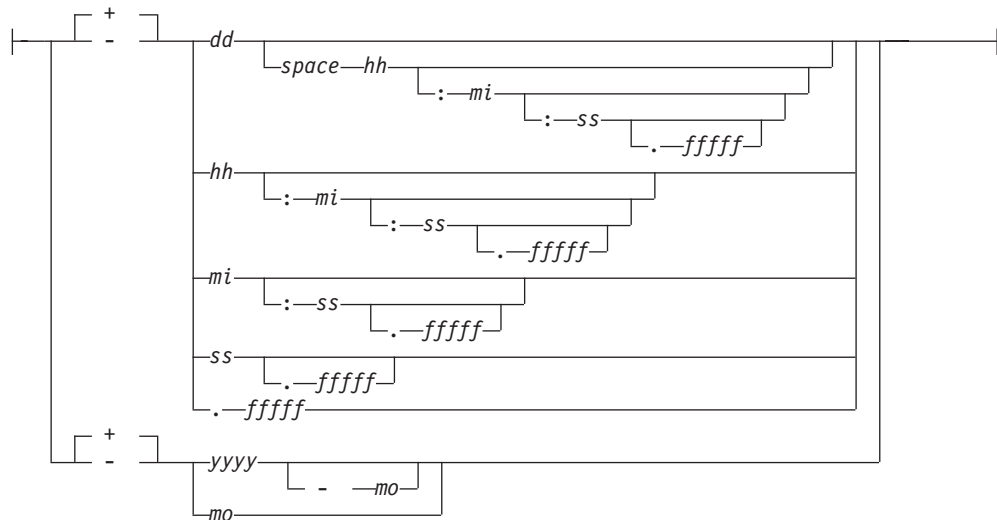 +
- dd
space hh
: mi
: ss
. fffff
hh
: mi
: ss
. fffff
mi
: ss
. fffff
ss
. fffff
. fffff
+
- yyyy
- mo
mo